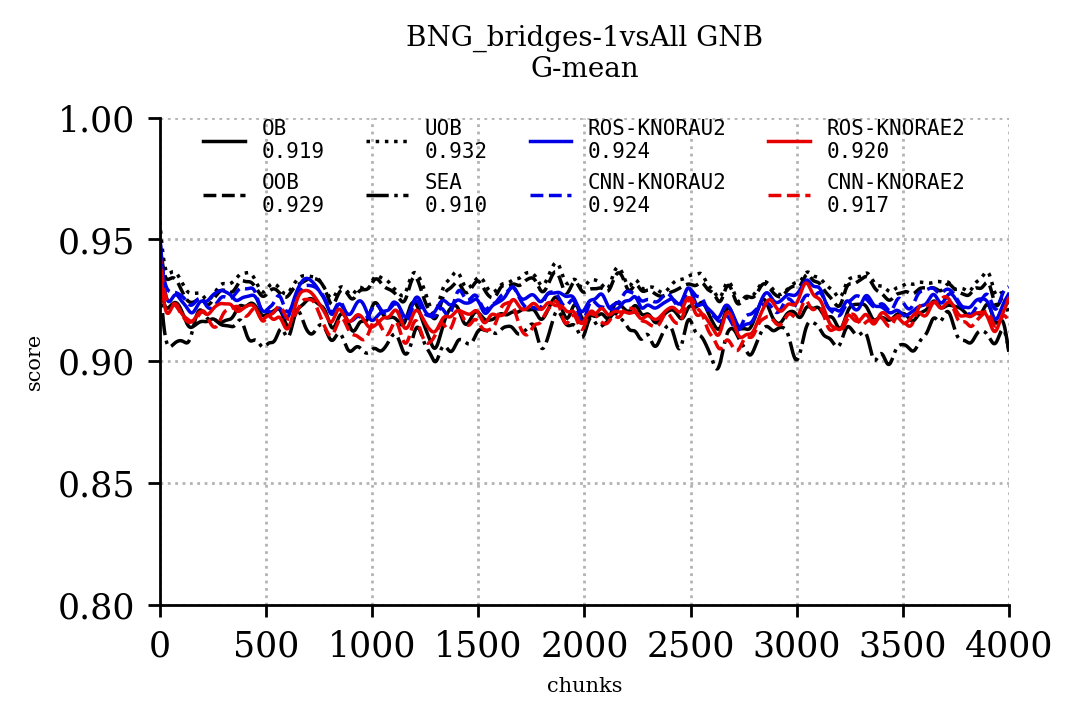 BNG_bridges-1vsAll GNB
G-mean
OB UOB ROS-KNORAU2 ROS-KNORAE2
0.919 0.932 0.924 0.920
OOB SEA CNN-KNORAU2 CNN-KNORAE2
0.929 0.910 0.924 0.917
1.00
0.95
0.90
0.85
0.80
score
0 500 1000 1500 2000 2500 3000 3500 4000
chunks